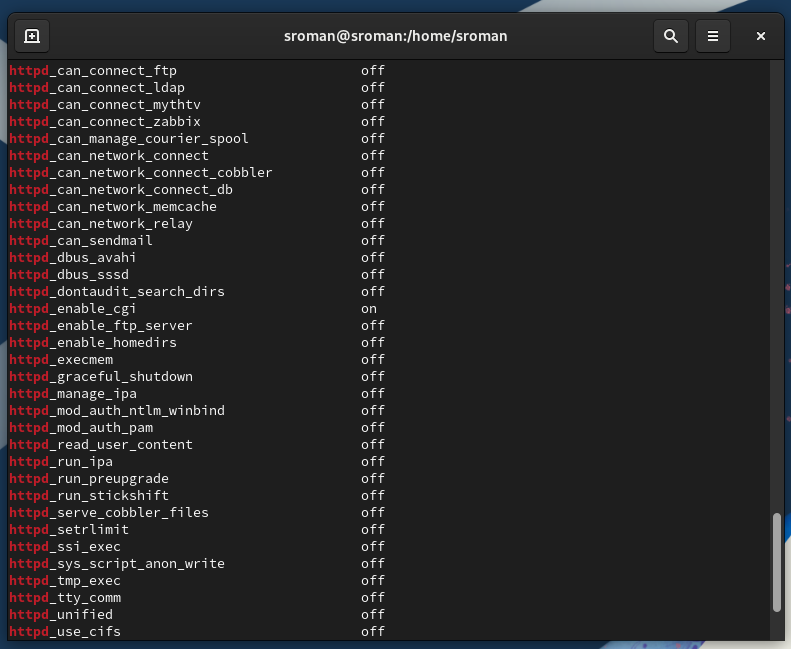 sroman@sroman:/home/sroman
httpd_can_connect_ftp off
httpd_can_connect_ldap off
httpd_can_connect_mythtv off
httpd_can_connect_zabbix off
httpd_can_manage_courier_spool off
httpd_can_network_connect off
httpd_can_network_connect_cobbler off
httpd_can_network_connect_db off
httpd_can_network_memcache off
httpd_can_network_relay off
httpd_can_sendmail off
httpd_dbus_avahi off
httpd_dbus_sssd off
httpd_dontaudit_search_dirs off
httpd_enable_cgi on
httpd_enable_ftp_server off
httpd_enable_homedirs off
httpd_execmem off
httpd_graceful_shutdown off
httpd_manage_ipa off
httpd_mod_auth_ntlm_winbind off
httpd_mod_auth_pam off
httpd_read_user_content off
httpd_run_ipa off
httpd_run_preupgrade off
httpd_run_stickshift off
httpd_serve_cobbler_files off
httpd_setrlimit off
httpd_ssi_exec off
httpd_sys_script_anon_write off
httpd_tmp_exec off
httpd_tty_comm off
httpd_unified off
httpd_use_cifs off